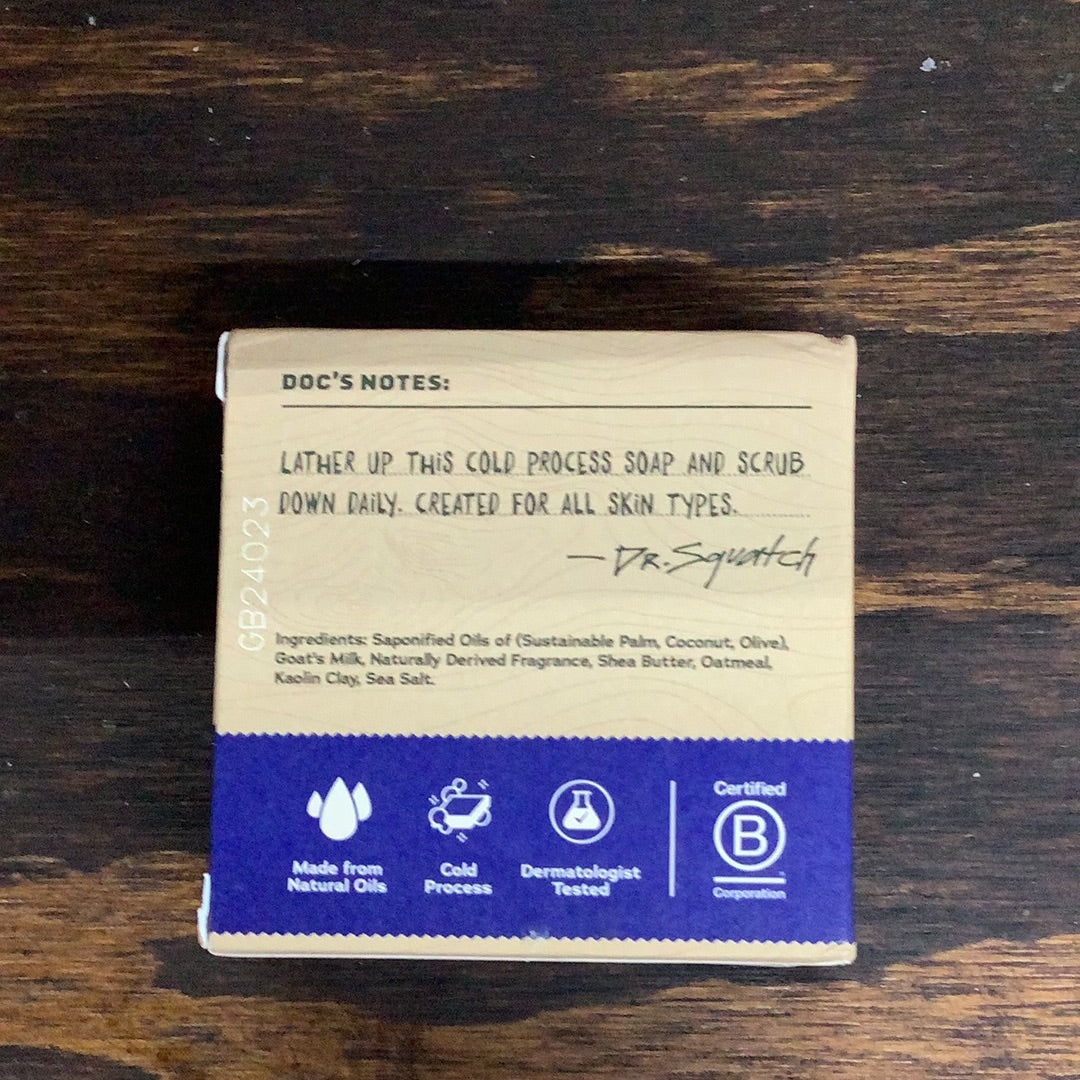 DOC'S NOTES:
LATHER UP THiS COLD PROCESS SOAP AND SCRUB
DOWN DAiLY. CREATED FOR ALL SKiN TYPES.
— DR. Squatch
GB24023
Ingredients: Saponified Oils of (Sustainable Palm, Coconut, Olive),
Goat's Milk, Naturally Derived Fragrance, Shea Butter, Oatmeal,
Kaolin Clay, Sea Salt.
Made from
Natural Oils
Cold
Process
Dermatologist
Tested
Certified
B
Corporation